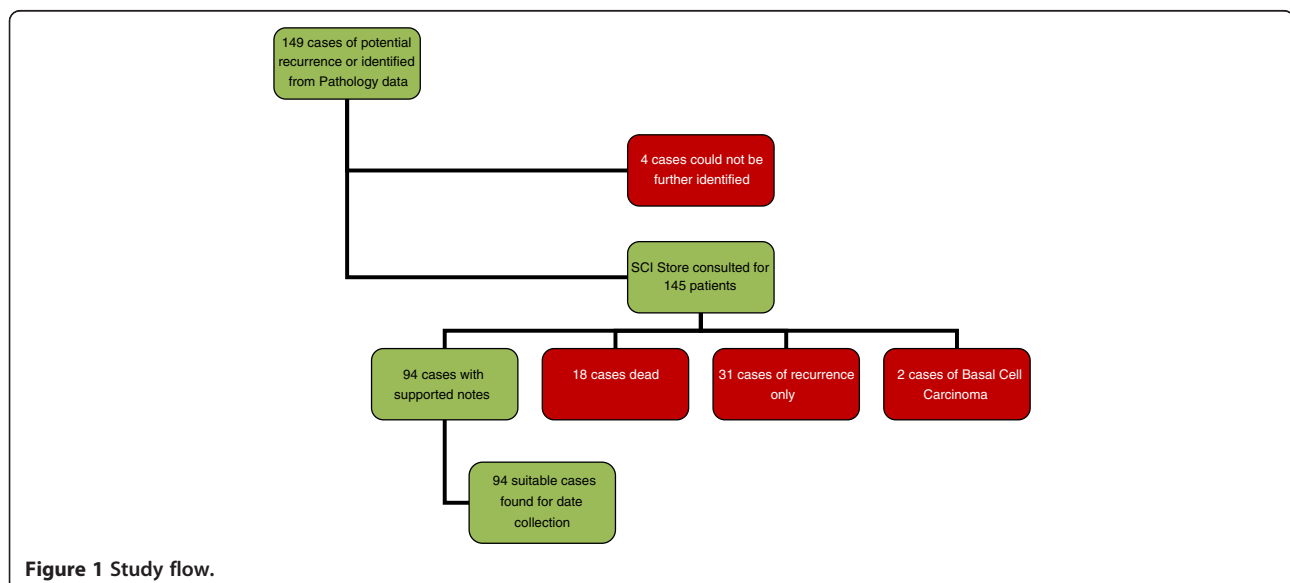 149 cases of potential
recurrence or identified
from Pathology data
4 cases could not be
further identified
SCI Store consulted for
145 patients
94 cases with
supported notes
18 cases dead
31 cases of recurrence
only
2 cases of Basal Cell
Carcinoma
94 suitable cases
found for date
collection
Figure 1 Study flow.